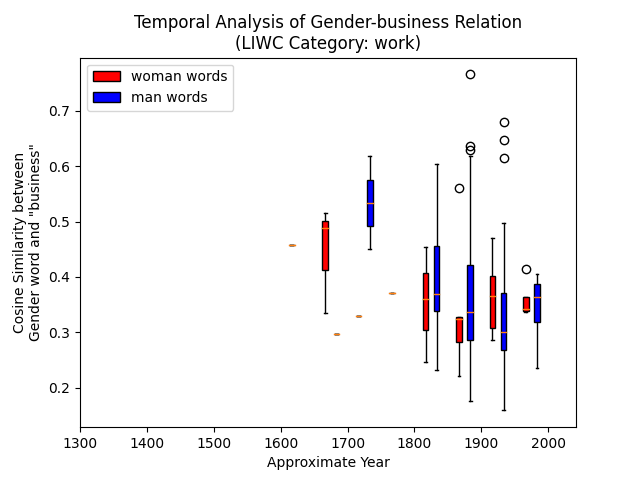 Temporal Analysis of Gender-business Relation
(LIWC Category: work)
woman words
man words
Cosine Similarity between
Gender word and "business"
0.7
0.6
0.5
0.4
0.3
0.2
1300 1400 1500 1600 1700 1800 1900 2000
Approximate Year